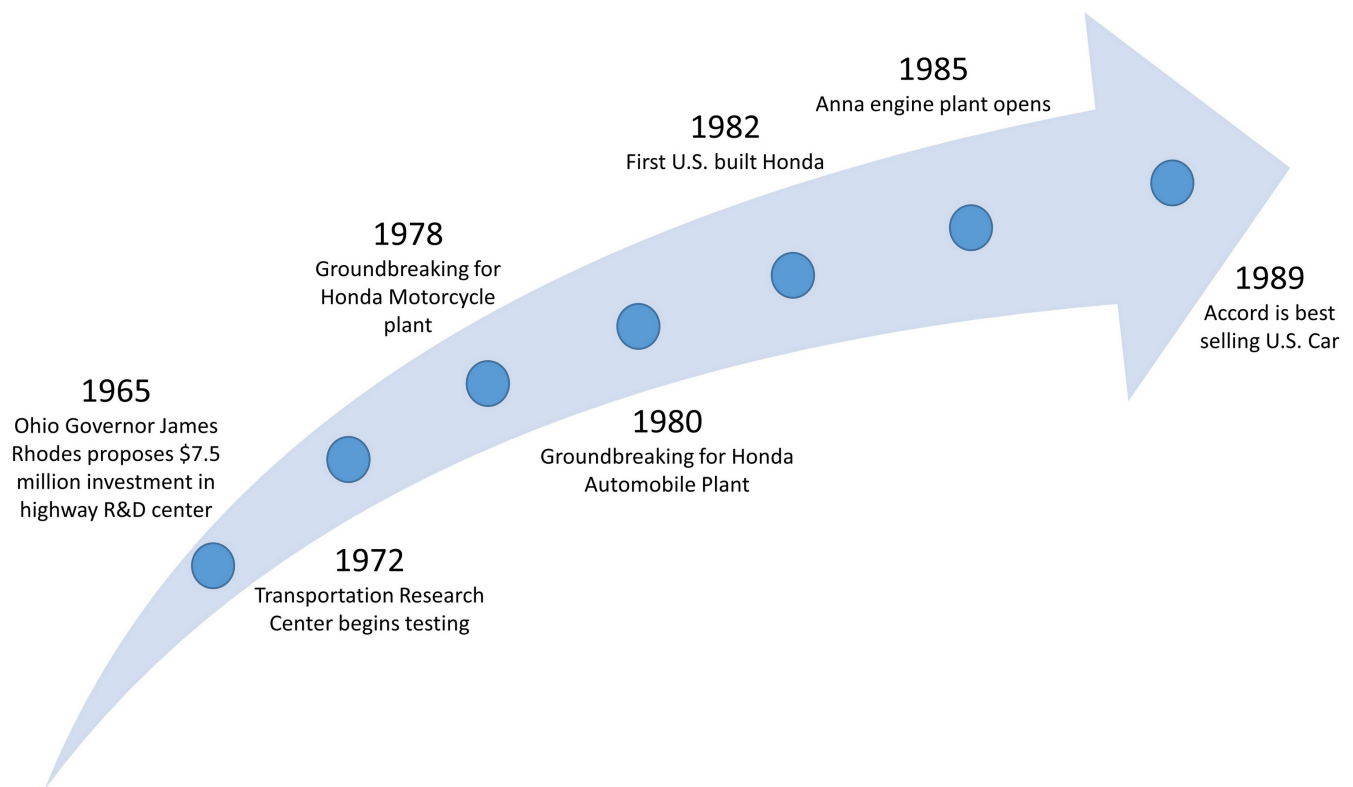 1965
Ohio Governor James
Rhodes proposes $7.5
million investment in
highway R&D center
1972
Transportation Research
Center begins testing
1978
Groundbreaking for
Honda Motorcycle
plant
1980
Groundbreaking for Honda
Automobile Plant
1982
First U.S. built Honda
1985
Anna engine plant opens
1989
Accord is best
selling U.S. Car